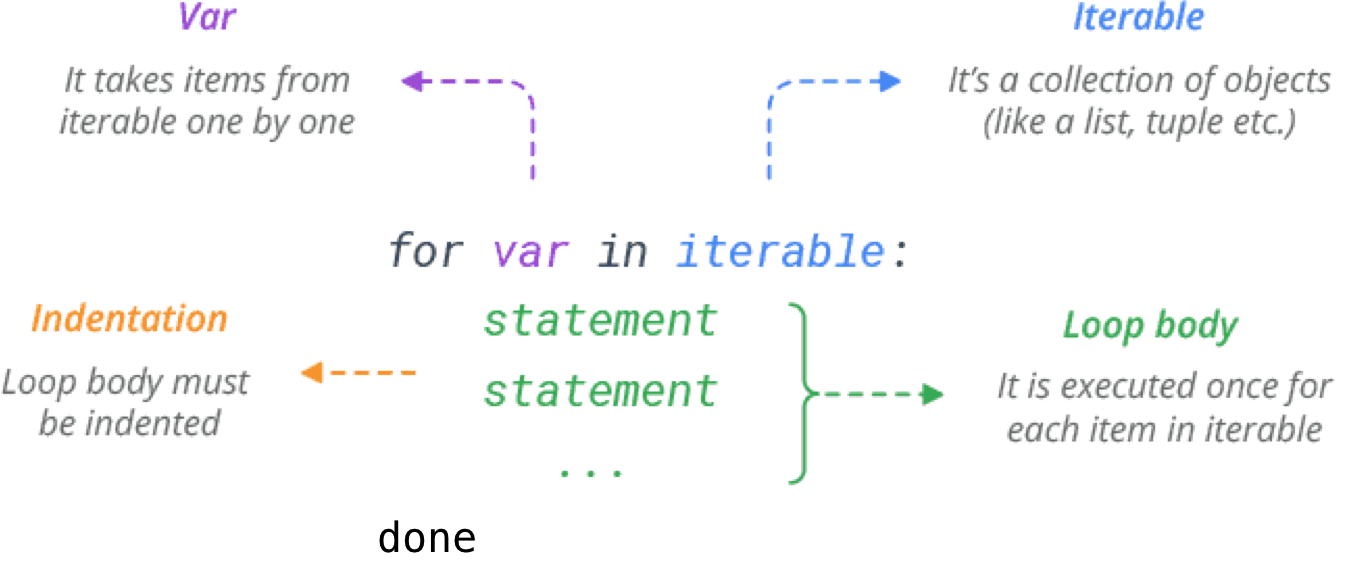 Var
It takes items from
iterable one by one
Iterable
It's a collection of objects
(like a list, tuple etc.)
for var in iterable:
statement
statement
...
done
Indentation
Loop body must
be indented
Loop body
It is executed once for
each item in iterable